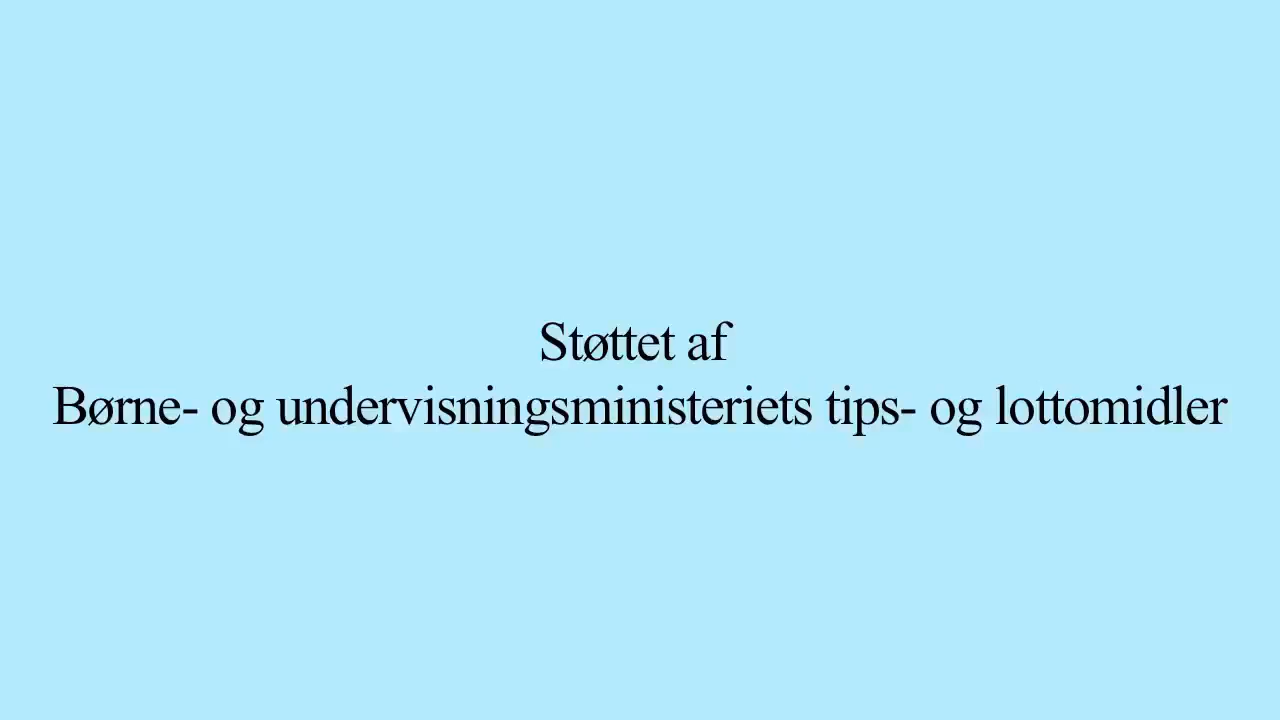 Støttet af
Børne- og undervisningsministeriets tips- og lottomidler